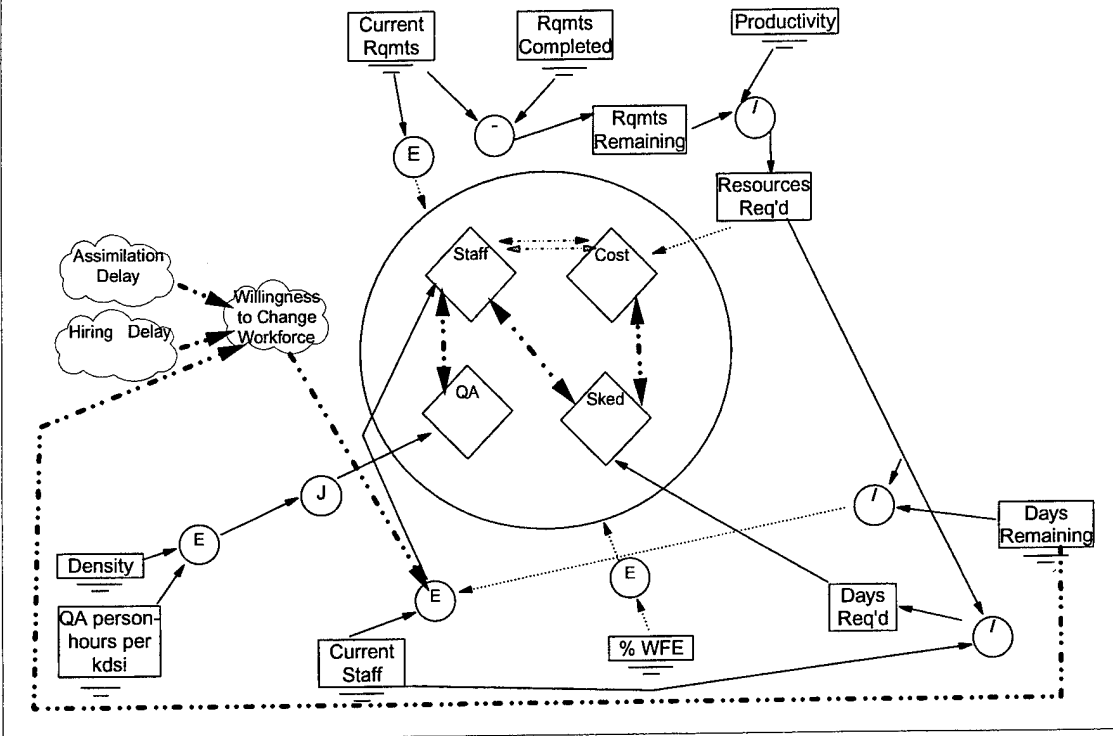 Current
Rqmts
Rqmts
Completed
Productivity
-
/
Rqmts
Remaining
E
Resources
Req'd
Staff
Cost
Assimilation
Delay
Willingness
to Change
Workforce
Hiring Delay
QA
Sked
J
/
Days
Remaining
E
Density
E
E
Days
Req'd
/
QA person-
hours per
kdsi
Current
Staff
% WFE